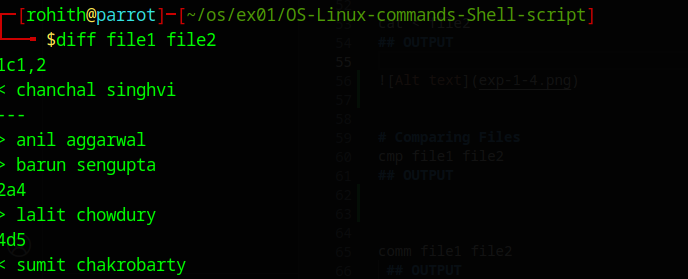 ┌─[rohith@parrot]─[~/os/ex01/OS-Linux-commands-Shell-script]
└──╼ $diff file1 file2
1c1,2
< chanchal singhvi
---
> anil aggarwal
> barun sengupta
2a4
> lalit chowdury
4d5
< sumit chakrobarty
54 ## OUTPUT
55
56 ![Alt text](exp-1-4.png)
57
58
59 # Comparing Files
60 cmp file1 file2
61 ## OUTPUT
62
63
64
65 comm file1 file2
66 ## OUTPUT